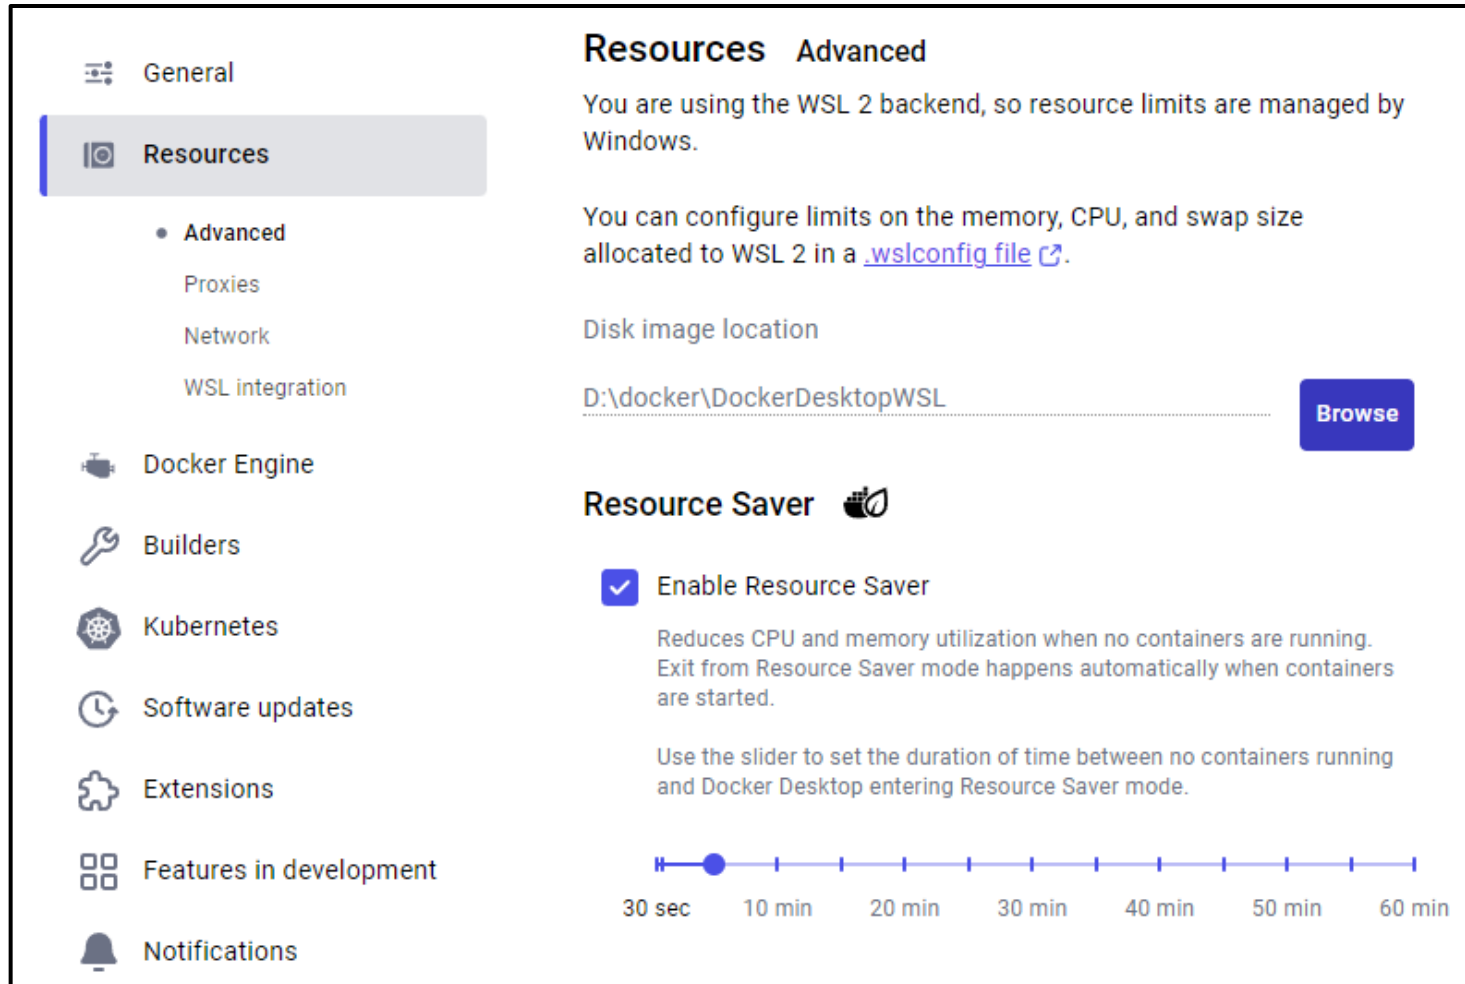 General
Resources
Advanced
Proxies
Network
WSL integration
Docker Engine
Builders
Kubernetes
Software updates
Extensions
Features in development
Notifications
Resources Advanced
You are using the WSL 2 backend, so resource limits are managed by
Windows.
You can configure limits on the memory, CPU, and swap size
allocated to WSL 2 in a .wslconfig file.
Disk image location
D:\docker\DockerDesktopWSL
Browse
Resource Saver
Enable Resource Saver
Reduces CPU and memory utilization when no containers are running.
Exit from Resource Saver mode happens automatically when containers
are started.
Use the slider to set the duration of time between no containers running
and Docker Desktop entering Resource Saver mode.
30 sec 10 min 20 min 30 min 40 min 50 min 60 min